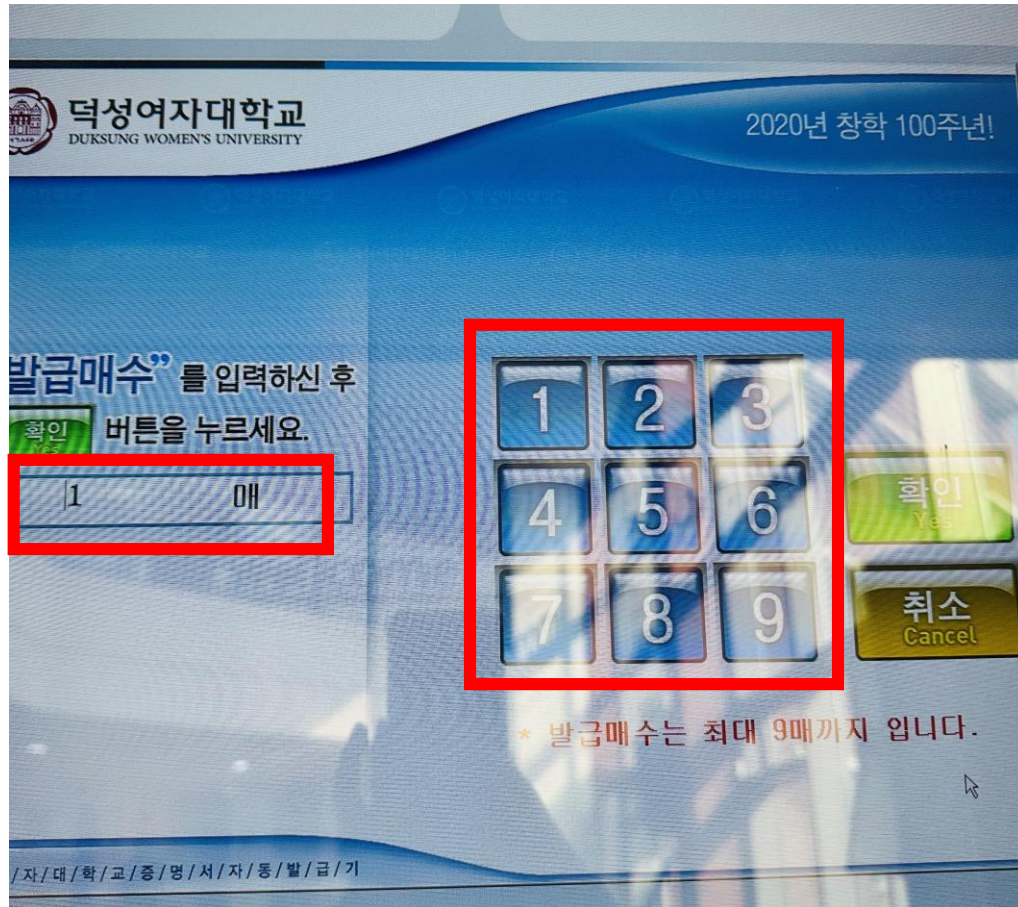 덕성여자대학교
DUKSUNG WOMEN'S UNIVERSITY
2020년 창학 100주년!
발급매수” 를 입력하신 후
확인 버튼을 누르세요.
Yes
1 매
1 2 3
4 5 6
확인
Yes
7 8 9
취소
Cancel
* 발급매수는 최대 9매까지 입니다.
/자/대/학/교/증/명/서/자/동/발/급/기